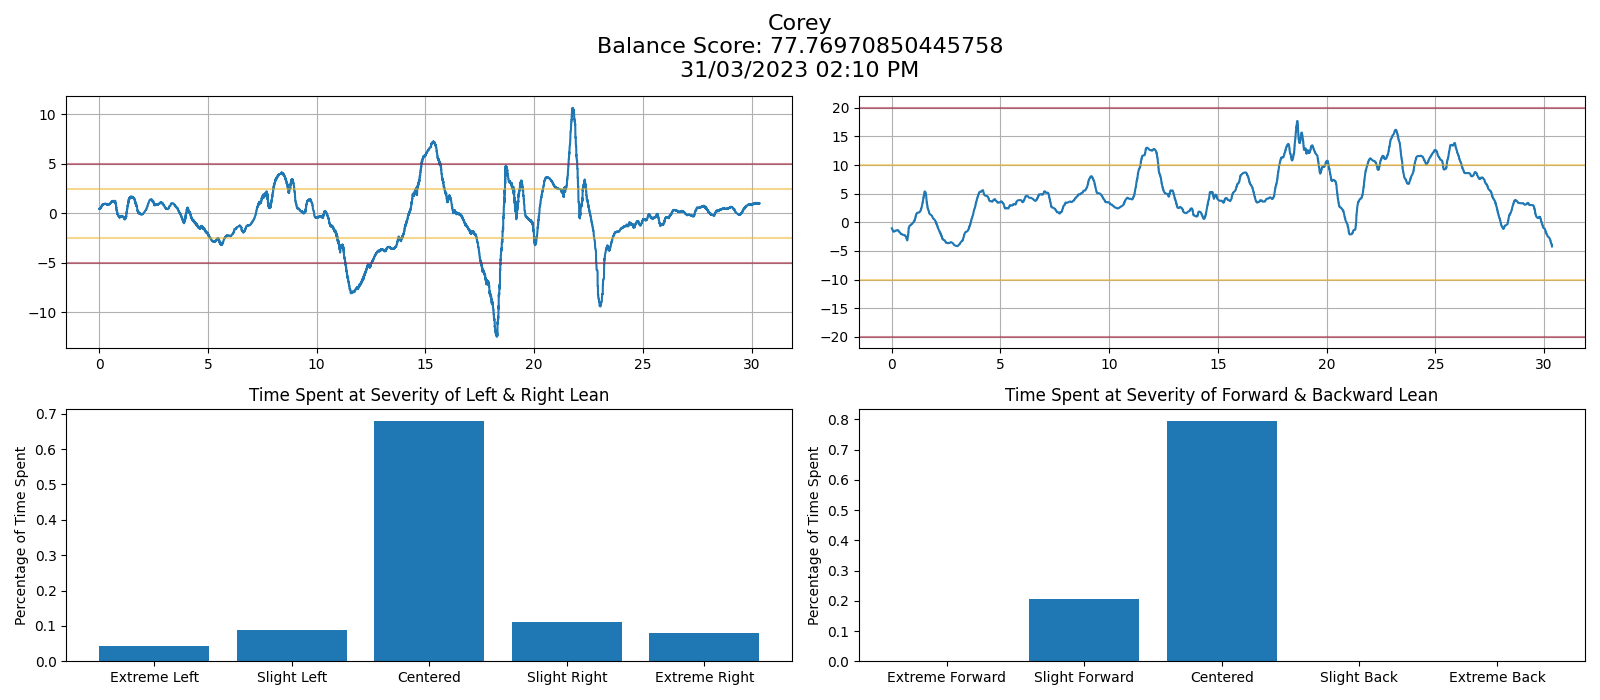 Corey
Balance Score: 77.76970850445758
31/03/2023 02:10 PM
10
5
0
−5
−10
0 5 10 15 20 25 30
20
15
10
5
0
−5
−10
−15
−20
0 5 10 15 20 25 30
Time Spent at Severity of Left & Right Lean
Percentage of Time Spent
0.7
0.6
0.5
0.4
0.3
0.2
0.1
0.0
Extreme Left Slight Left Centered Slight Right Extreme Right
Time Spent at Severity of Forward & Backward Lean
Percentage of Time Spent
0.8
0.7
0.6
0.5
0.4
0.3
0.2
0.1
0.0
Extreme Forward Slight Forward Centered Slight Back Extreme Back